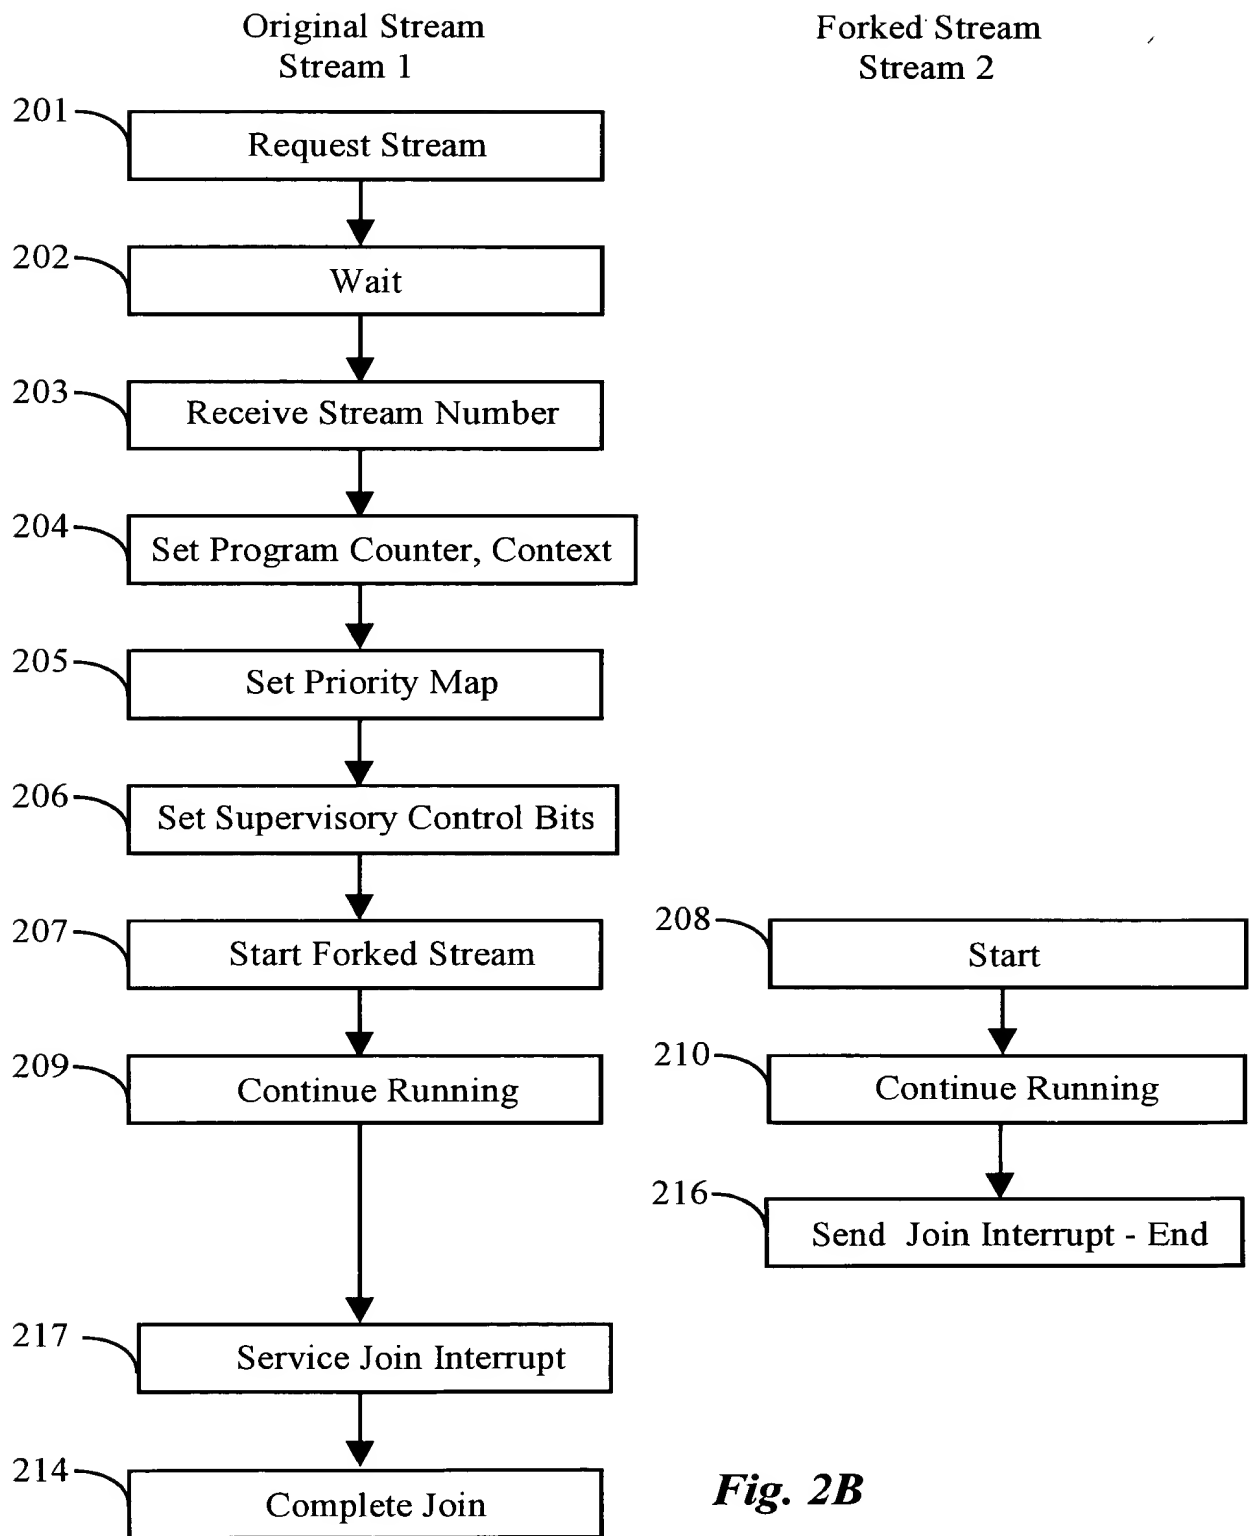 Original Stream
Stream 1
Forked Stream
Stream 2
201
Request Stream
202
Wait
203
Receive Stream Number
204
Set Program Counter, Context
205
Set Priority Map
206
Set Supervisory Control Bits
207
Start Forked Stream
208
Start
209
Continue Running
210
Continue Running
216
Send Join Interrupt - End
217
Service Join Interrupt
214
Complete Join
Fig. 2B